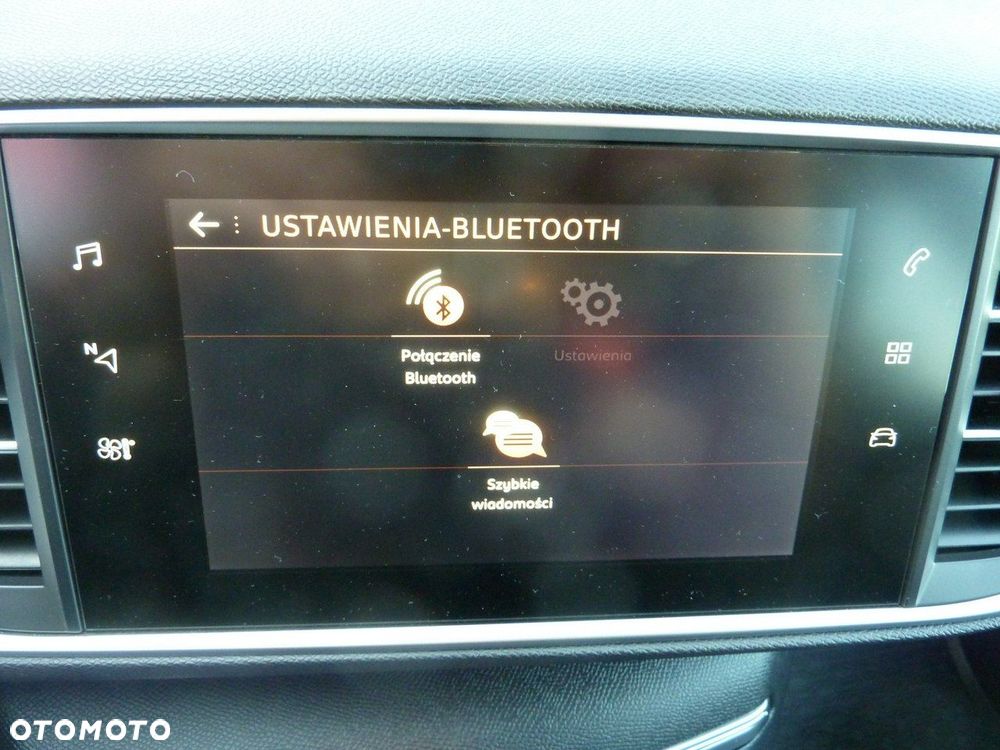 USTAWIENIA-BLUETOOTH
Połączenie
Bluetooth
Ustawienia
N
Szybkie
wiadomości
OTOMOTO